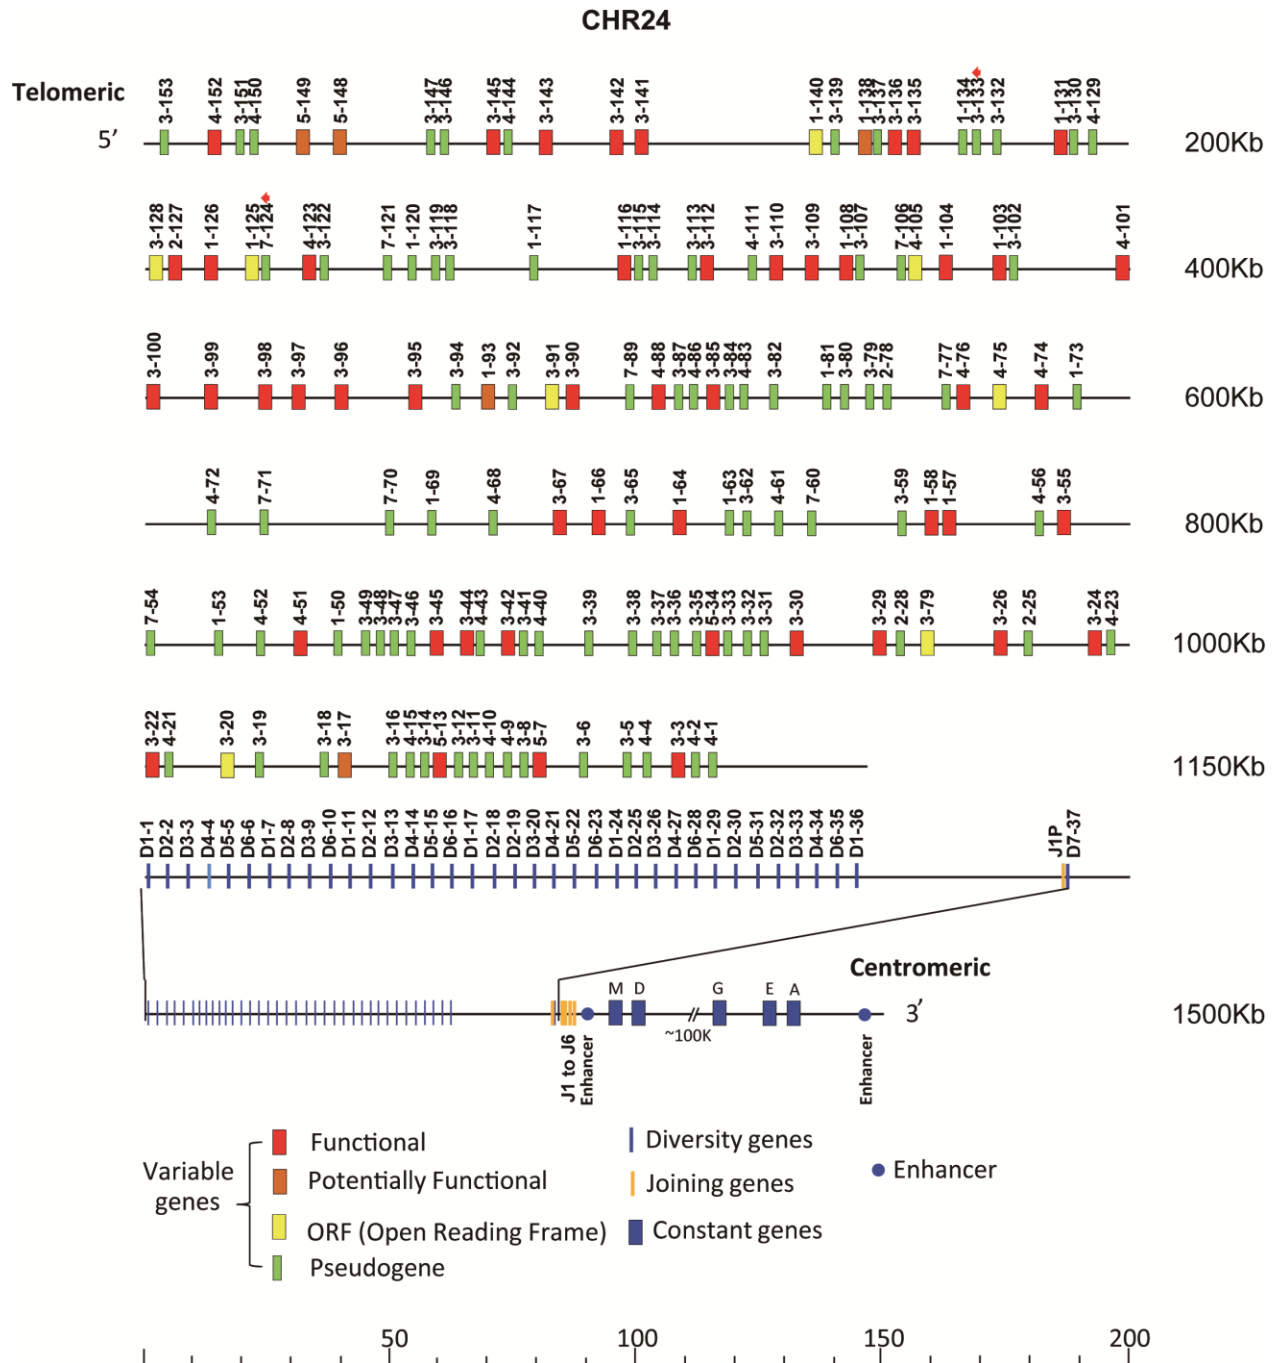 CHR24
3-153 4-152 3-151 4-150 5-149 5-148 3-147 3-146 3-145 4-144 3-143 3-142 3-141 1-140 3-139 1-138 3-137 3-136 3-135 1-134 3-133 3-132 1-131 3-130 4-129
Telomeric
5′ 200Kb
3-128 2-127 1-126 1-125 7-124 4-123 3-122 7-121 1-120 3-119 3-118 1-117 1-116 3-115 3-114 3-113 3-112 4-111 3-110 3-109 1-108 3-107 7-106 4-105 1-104 1-103 3-102 4-101
400Kb
3-100 3-99 3-98 3-97 3-96 3-95 3-94 1-93 3-92 3-91 3-90 7-89 4-88 3-87 4-86 3-85 3-84 4-83 3-82 1-81 3-80 3-79 2-78 7-77 4-76 4-75 4-74 1-73
600Kb
4-72 7-71 7-70 1-69 4-68 3-67 1-66 3-65 1-64 1-63 3-62 4-61 7-60 3-59 1-58 1-57 4-56 3-55
800Kb
7-54 1-53 4-52 4-51 1-50 3-49 3-48 3-47 3-46 3-45 3-44 4-43 3-42 3-41 4-40 3-39 3-38 3-37 3-36 3-35 5-34 3-33 3-32 3-31 3-30 3-29 2-28 3-79 3-26 2-25 3-24 4-23
1000Kb
3-22 4-21 3-20 3-19 3-18 3-17 3-16 4-15 3-14 5-13 3-12 3-11 4-10 4-9 3-8 5-7 3-6 3-5 4-4 3-3 4-2 4-1
1150Kb
D1-1 D2-2 D3-3 D4-4 D5-5 D6-6 D1-7 D2-8 D3-9 D6-10 D1-11 D2-12 D3-13 D4-14 D5-15 D6-16 D1-17 D2-18 D2-19 D3-20 D4-21 D5-22 D6-23 D1-24 D2-25 D3-26 D4-27 D6-28 D1-29 D2-30 D5-31 D2-32 D3-33 D4-34 D6-35 D1-36 J1P D7-37
Centromeric
M D G E A
3′ 1500Kb
~100K
J1 to J6 Enhancer Enhancer
Variable genes
Functional
Potentially Functional
ORF (Open Reading Frame)
Pseudogene
Diversity genes
Joining genes
Constant genes
Enhancer
50 100 150 200